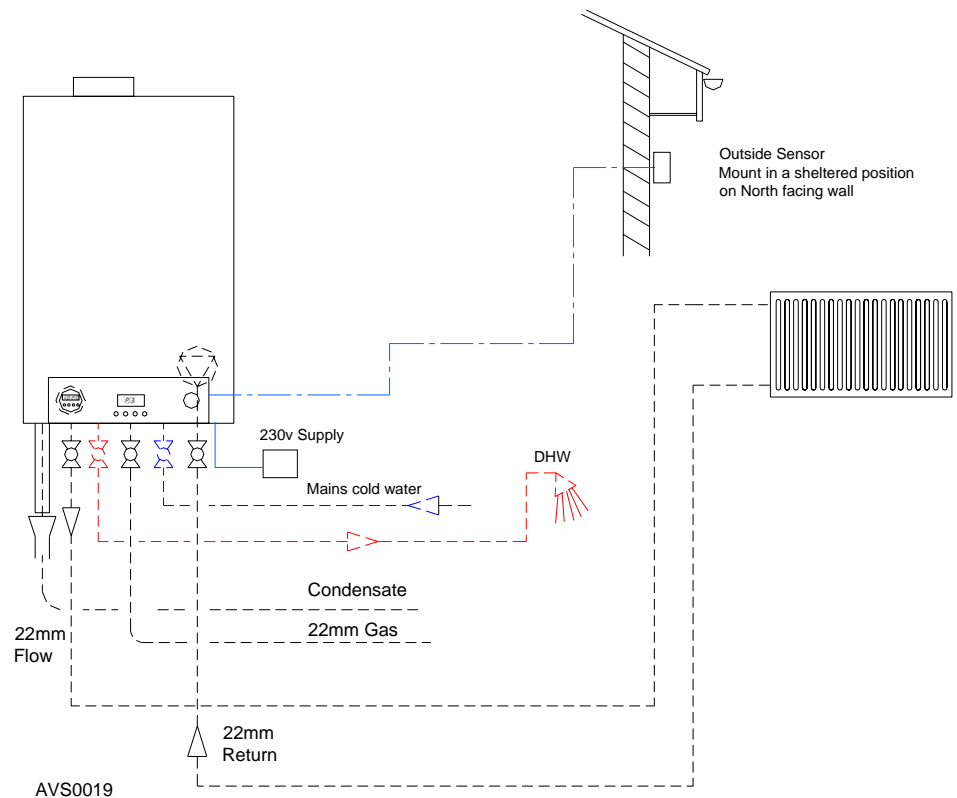 Outside Sensor
Mount in a sheltered position
on North facing wall
230v Supply
DHW
Mains cold water
Condensate
22mm Gas
22mm
Flow
22mm
Return
AVS0019